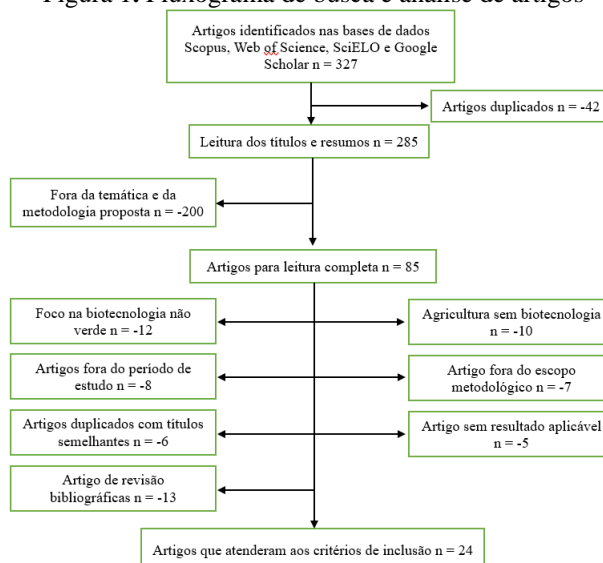 Figura 1. Fluxograma de busca e análise de artigos
Artigos identificados nas bases de dados
Scopus, Web of Science, SciELO e Google
Scholar n = 327
Artigos duplicados n = -42
Leitura dos títulos e resumos n = 285
Fora da temática e da
metodologia proposta n = -200
Artigos para leitura completa n = 85
Foco na biotecnologia não
verde n = -12
Agricultura sem biotecnologia
n = -10
Artigos fora do período de
estudo n = -8
Artigo fora do escopo
metodológico n = -7
Artigos duplicados com títulos
semelhantes n = -6
Artigo sem resultado aplicável
n = -5
Artigo de revisão
bibliográficas n = -13
Artigos que atenderam aos critérios de inclusão n = 24